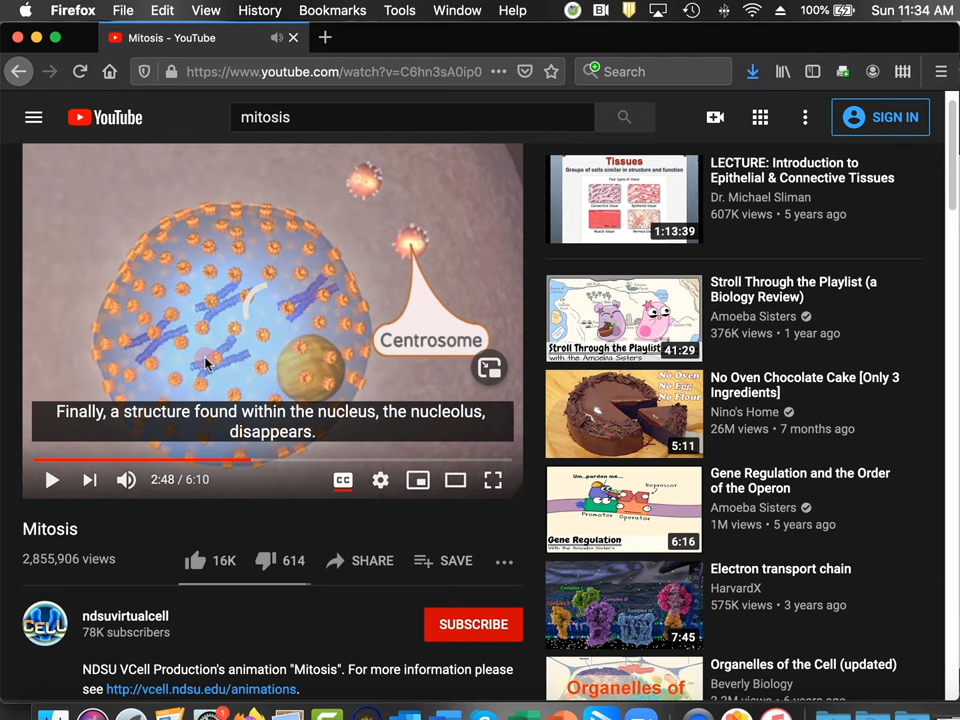 Firefox File Edit View History Bookmarks Tools Window Help 100% Sun 11:34 AM
Mitosis - YouTube
https://www.youtube.com/watch?v=C6hn3sA0ip0
Search
YouTube
mitosis
SIGN IN
Centrosome
Finally, a structure found within the nucleus, the nucleolus,
disappears.
2:48 / 6:10
CC
Mitosis
2,855,906 views
16K
614
SHARE
SAVE
CELL
ndsuvirtualcell
78K subscribers
SUBSCRIBE
NDSU VCell Production's animation "Mitosis". For more information please
see http://vcell.ndsu.edu/animations.
Tissues
Groups of cells similar in structure and function
1:13:39
LECTURE: Introduction to
Epithelial & Connective Tissues
Dr. Michael Sliman
607K views • 5 years ago
Stroll Through the Playlist
with the Amoeba Sisters
41:29
Stroll Through the Playlist (a
Biology Review)
Amoeba Sisters
376K views • 1 year ago
No Oven
No Egg
No Flour
5:11
No Oven Chocolate Cake [Only 3
Ingredients]
Nino's Home
26M views • 7 months ago
Um..pardon me...
Repressor
Promoter
Operator
Gene Regulation
With the Amoeba Sisters
6:16
Gene Regulation and the Order
of the Operon
Amoeba Sisters
1M views • 5 years ago
7:45
Electron transport chain
HarvardX
575K views • 3 years ago
Organelles of
Organelles of the Cell (updated)
Beverly Biology